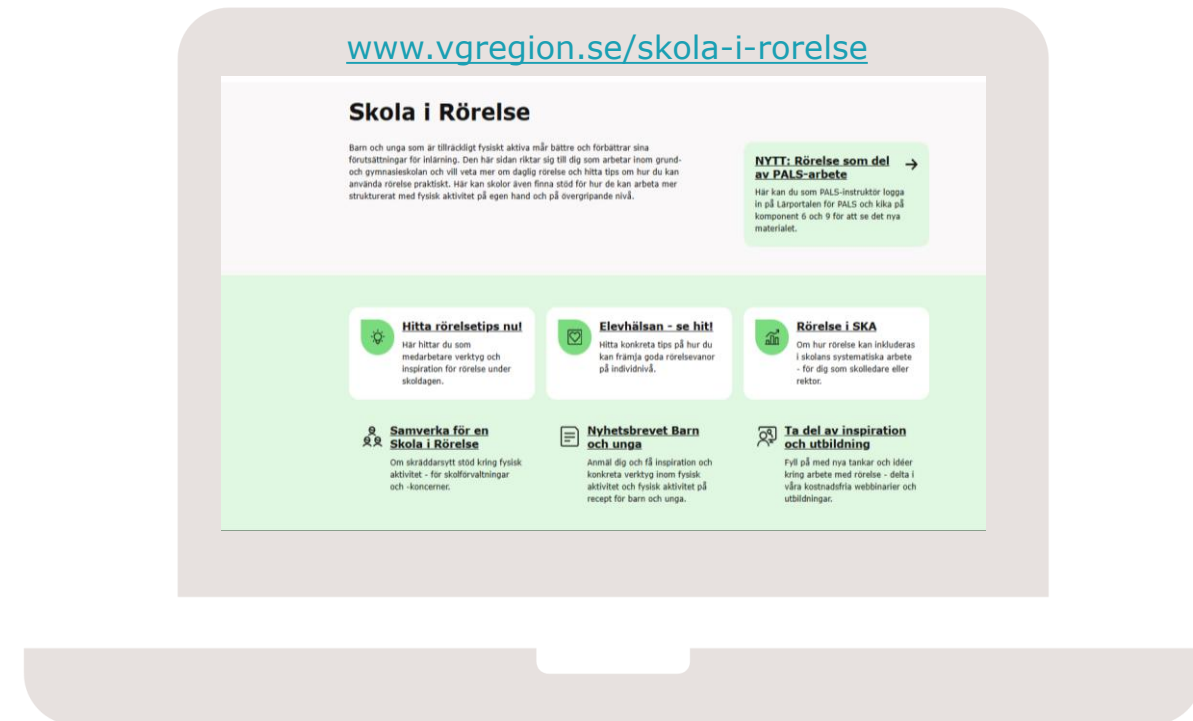 www.vgregion.se/skola-i-rorelse
Skola i Rörelse
Barn och unga som är tillräckligt fysiskt aktiva mår bättre och förbättrar sina
förutsättningar för inlärning. Den här sidan riktar sig till dig som arbetar inom grund-
och gymnasieskolan och vill veta mer om daglig rörelse och hitta tips om hur du kan
använda rörelse praktiskt. Här kan skolor även finna stöd för hur de kan arbeta mer
strukturerat med fysisk aktivitet på egen hand och på övergripande nivå.
NYTT: Rörelse som del
av PALS-arbete
Här kan du som PALS-instruktör logga
in på Lärportalen för PALS och kika på
komponent 6 och 9 för att se det nya
materialet.
Hitta rörelsetips nu!
Här hittar du som
medarbetare verktyg och
inspiration för rörelse under
skoldagen.
Elevhälsan - se hit!
Hitta konkreta tips på hur du
kan främja goda rörelsevanor
på individnivå.
Rörelse i SKA
Om hur rörelse kan inkluderas
i skolans systematiska arbete
- för dig som skolledare eller
rektor.
Samverka för en
Skola i Rörelse
Om skräddarsytt stöd kring fysisk
aktivitet - för skolförvaltningar
och -koncerner.
Nyhetsbrevet Barn
och unga
Anmäl dig och få inspiration och
konkreta verktyg inom fysisk
aktivitet och fysisk aktivitet på
recept för barn och unga.
Ta del av inspiration
och utbildning
Fyll på med nya tankar och idéer
kring arbete med rörelse - delta i
våra kostnadsfria webbinarier och
utbildningar.